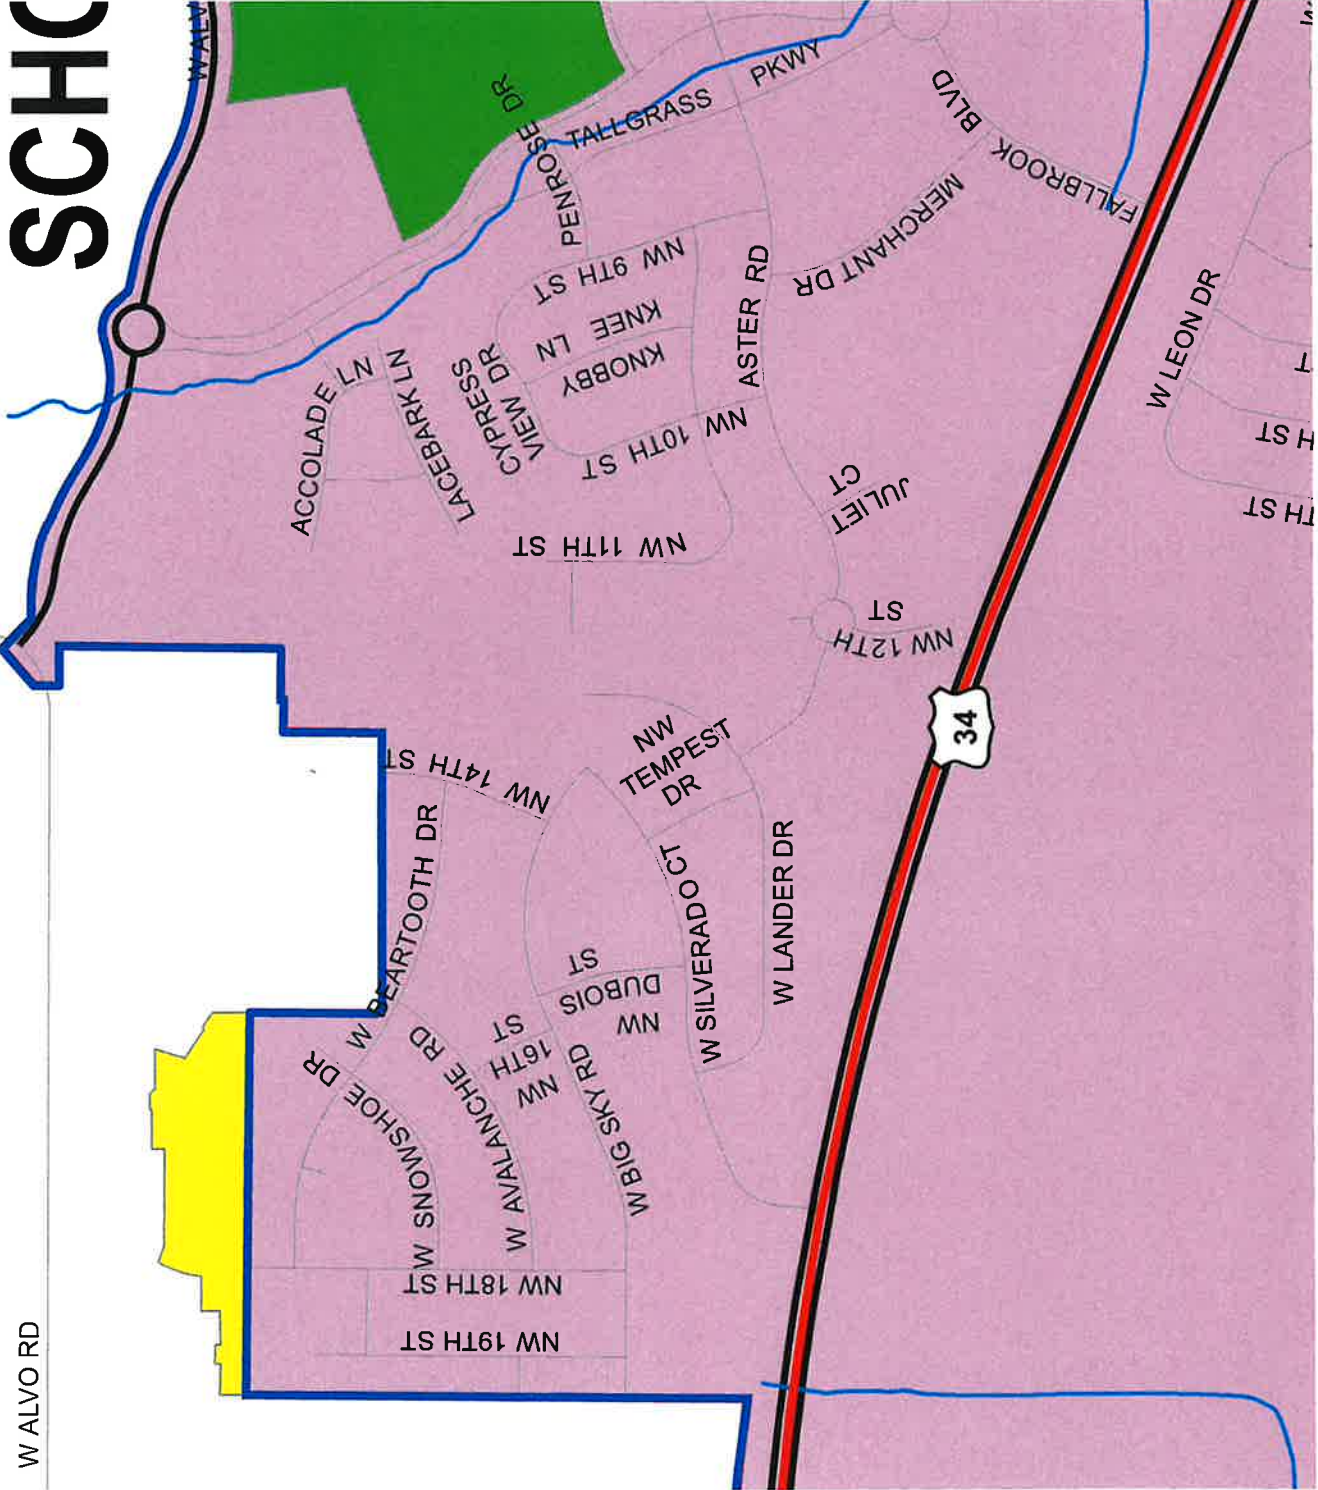 SCHO
W ALV
W ALVO RD
PENROSE DR
TALLGRASS PKWY
FALLBROOK BLVD
MERCHANT DR
NW 9TH ST
KNOBBY KNEE LN
ASTER RD
ACCOLADE LN
LACEBARK LN
CYPRESS
VIEW DR
NW 10TH ST
NW 11TH ST
JULIET
CT
NW 12TH
ST
W LEON DR
T
H ST
TH ST
34
NW
TEMPEST
DR
NW 14TH ST
W BEARTOOTH DR
W SILVERADO CT
W LANDER DR
NW
DUBOIS
ST
NW
16TH
ST
W BIG SKY RD
W AVALANCHE RD
W SNOWSHOE DR
NW 18TH ST
NW 19TH ST
W